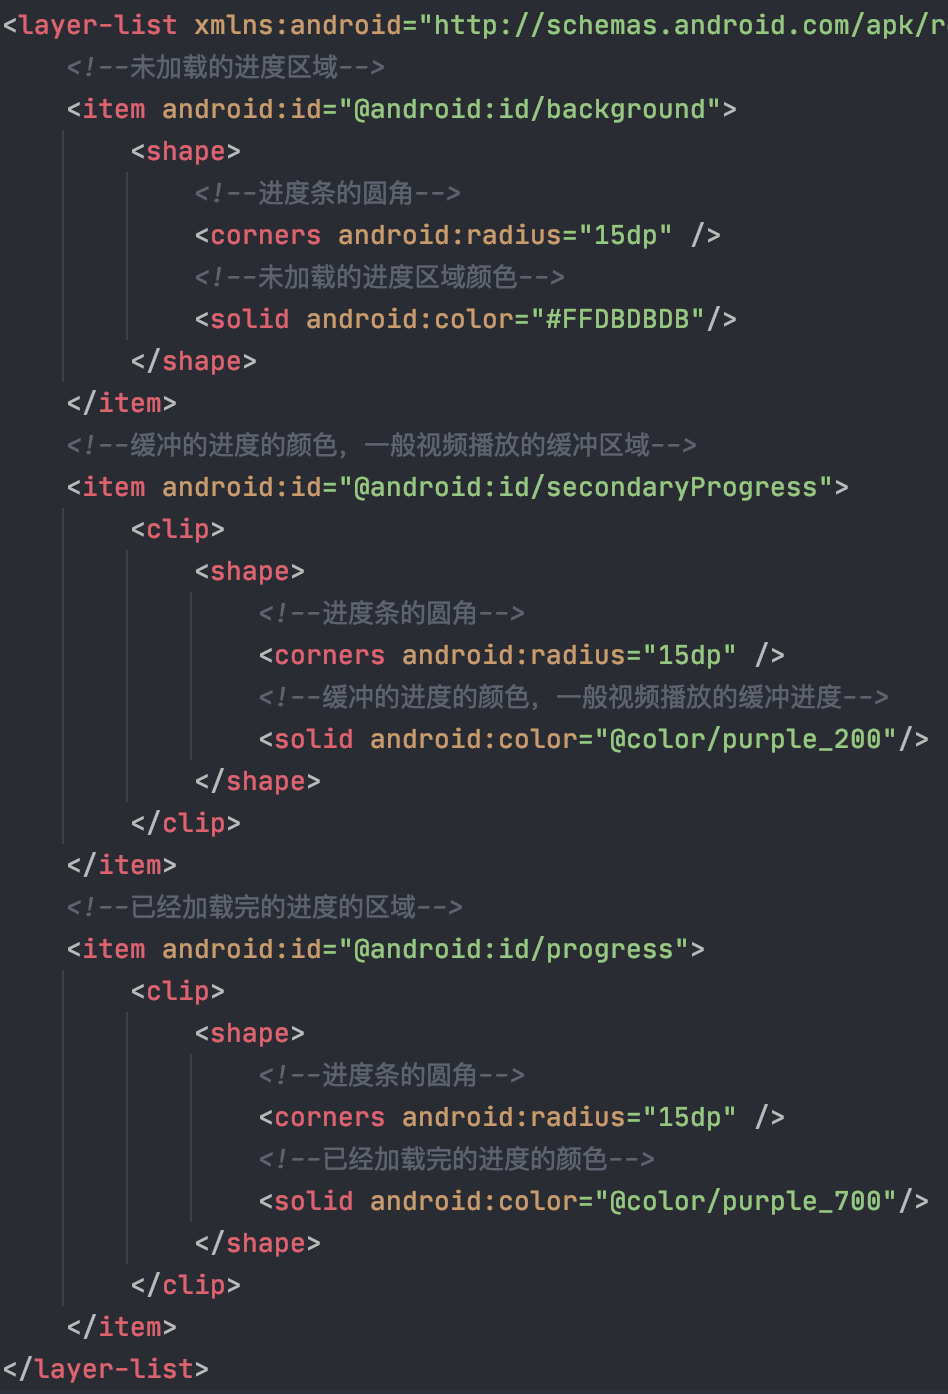 <layer-list xmlns:android="http://schemas.android.com/apk/r
<!--未加载的进度区域-->
<item android:id="@android:id/background">
<shape>
<!--进度条的圆角-->
<corners android:radius="15dp" />
<!--未加载的进度区域颜色-->
<solid android:color="#FFDBDBDB"/>
</shape>
</item>
<!--缓冲的进度的颜色，一般视频播放的缓冲区域-->
<item android:id="@android:id/secondaryProgress">
<clip>
<shape>
<!--进度条的圆角-->
<corners android:radius="15dp" />
<!--缓冲的进度的颜色，一般视频播放的缓冲进度-->
<solid android:color="@color/purple_200"/>
</shape>
</clip>
</item>
<!--已经加载完的进度的区域-->
<item android:id="@android:id/progress">
<clip>
<shape>
<!--进度条的圆角-->
<corners android:radius="15dp" />
<!--已经加载完的进度的颜色-->
<solid android:color="@color/purple_700"/>
</shape>
</clip>
</item>
</layer-list>